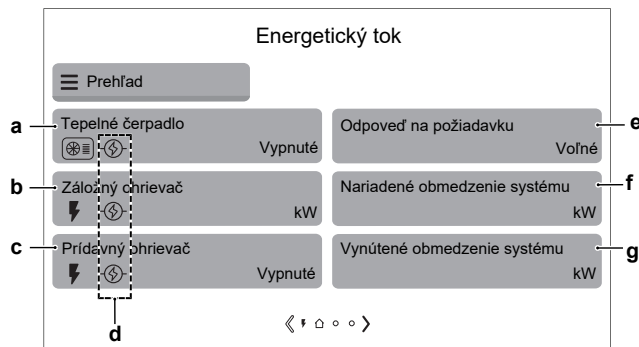 Energetický tok
Prehľad
a
Tepelné čerpadlo
Vypnuté
Odpoveď na požiadavku
Voľné
e
b
Záložný ohrievač
kW
Nariadené obmedzenie systému
kW
f
c
Prídavný ohrievač
Vypnuté
Vynútené obmedzenie systému
kW
g
d